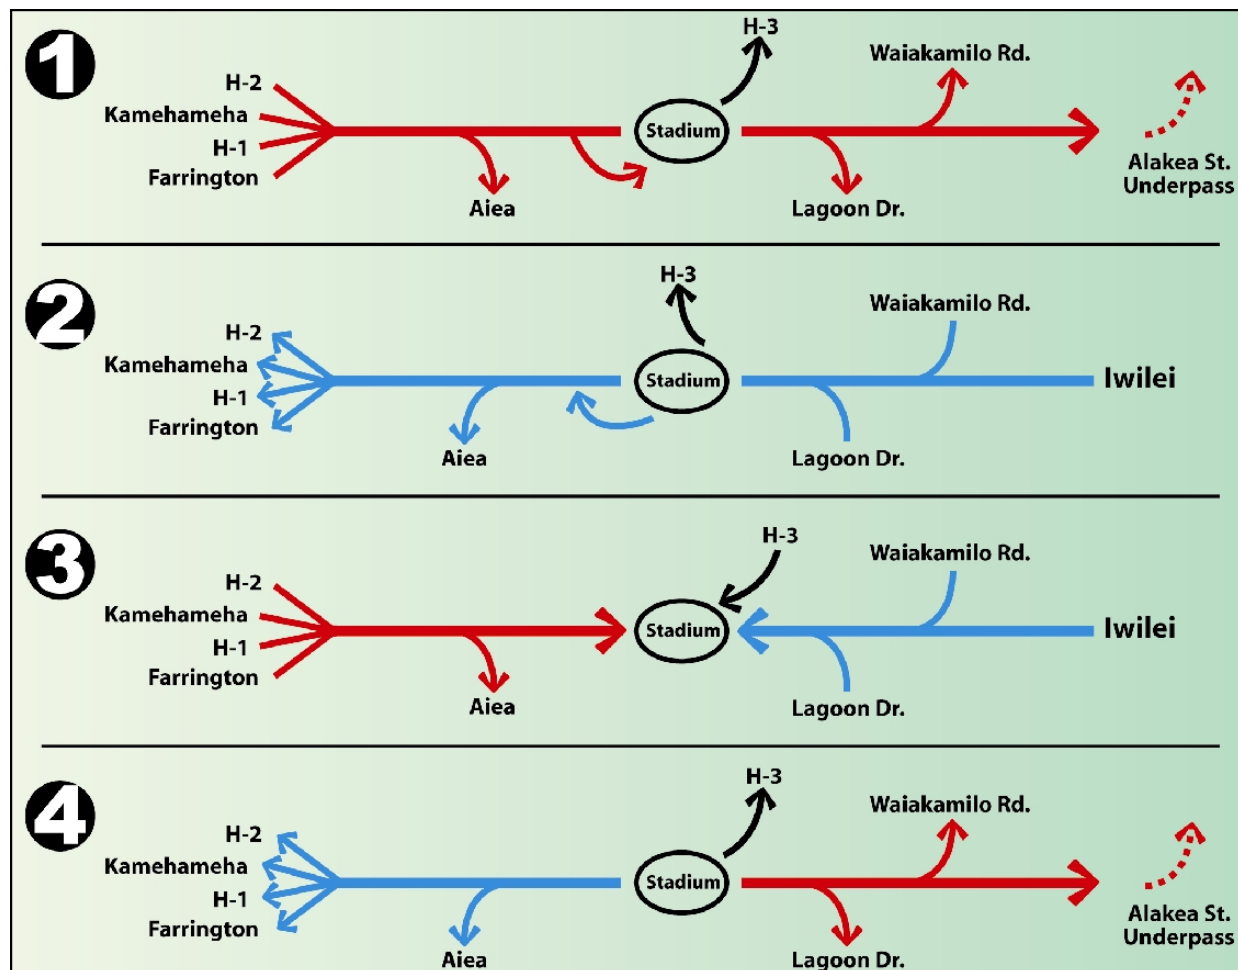 1
H-3
Waiakamilo Rd.
H-2
Kamehameha
H-1
Farrington
Stadium
Aiea
Lagoon Dr.
Alakea St.
Underpass
2
H-3
Waiakamilo Rd.
H-2
Kamehameha
H-1
Farrington
Stadium
Iwilei
Aiea
Lagoon Dr.
3
H-3
Waiakamilo Rd.
H-2
Kamehameha
H-1
Farrington
Stadium
Iwilei
Aiea
Lagoon Dr.
4
H-3
Waiakamilo Rd.
H-2
Kamehameha
H-1
Farrington
Stadium
Aiea
Lagoon Dr.
Alakea St.
Underpass